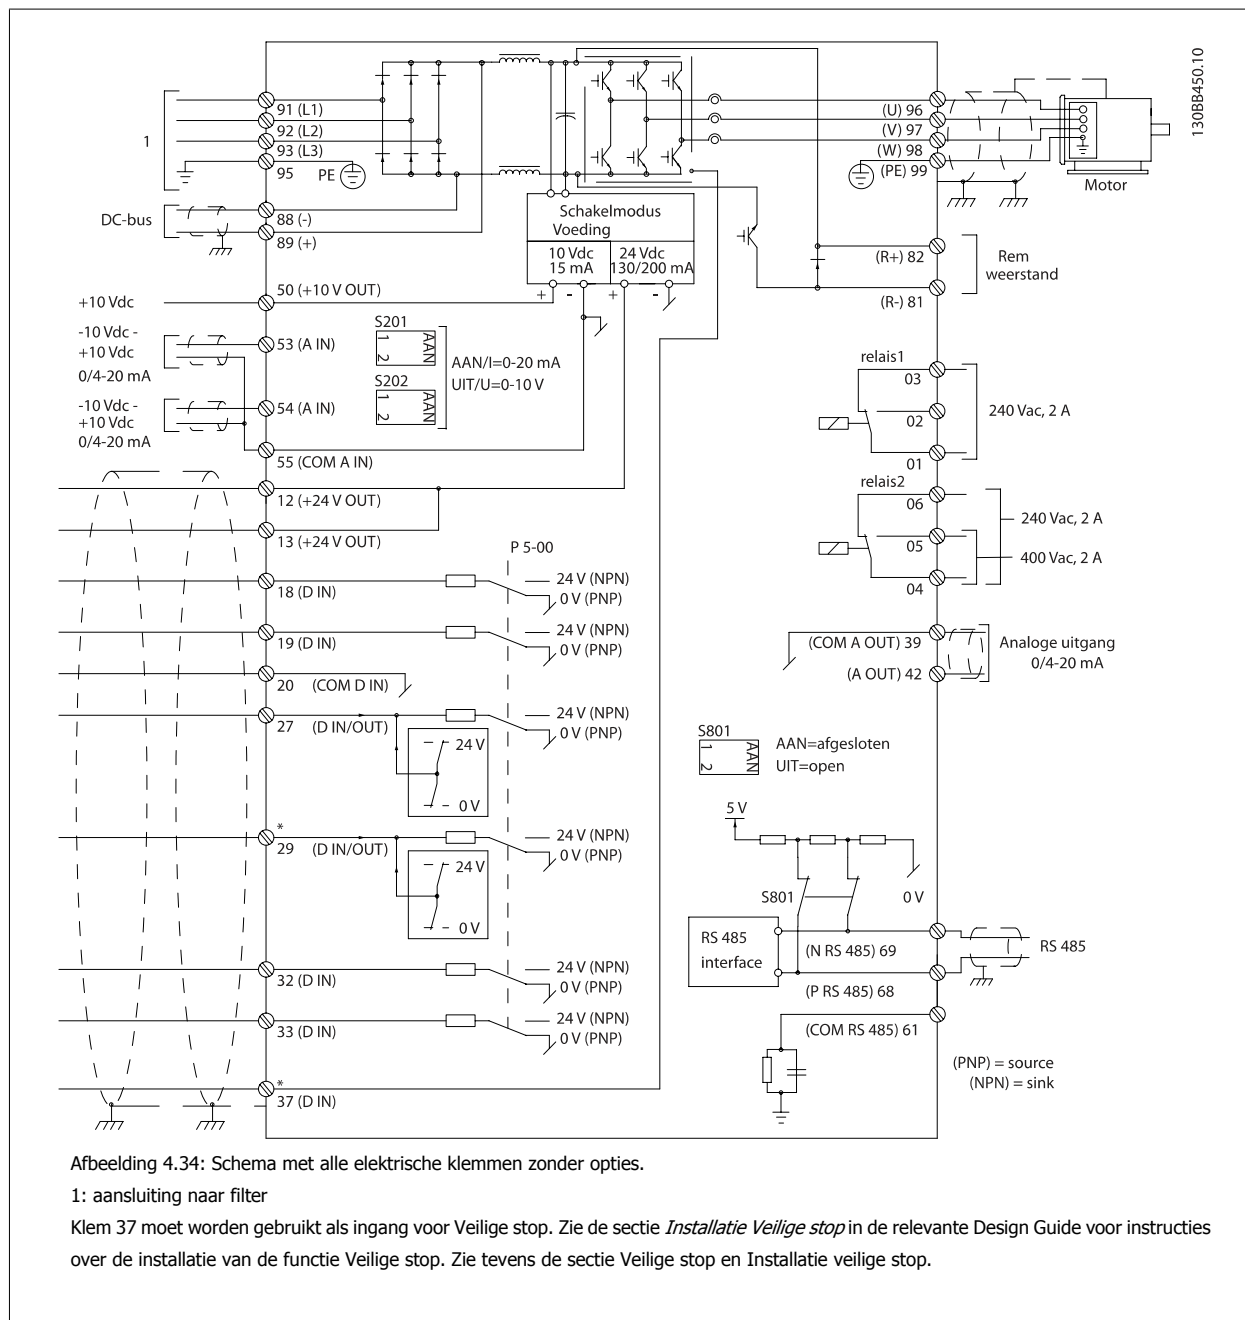 130BB450.10
1
91 (L1)
92 (L2)
93 (L3)
95
PE
(U) 96
(V) 97
(W) 98
(PE) 99
Motor
DC-bus
88 (-)
89 (+)
Schakelmodus
Voeding
10 Vdc
15 mA
24 Vdc
130/200 mA
+ - + -
(R+) 82
Rem
weerstand
(R-) 81
+10 Vdc
50 (+10 V OUT)
-10 Vdc -
+10 Vdc
0/4-20 mA
53 (A IN)
S201
1
2
AAN
S202
1
2
AAN
AAN/I=0-20 mA
UIT/U=0-10 V
-10 Vdc -
+10 Vdc
0/4-20 mA
54 (A IN)
55 (COM A IN)
relais1
03
02
01
240 Vac, 2 A
relais2
06
05
04
240 Vac, 2 A
400 Vac, 2 A
12 (+24 V OUT)
13 (+24 V OUT)
P 5-00
18 (D IN)
24 V (NPN)
0 V (PNP)
19 (D IN)
24 V (NPN)
0 V (PNP)
20 (COM D IN)
27 (D IN/OUT)
24 V (NPN)
0 V (PNP)
24 V
0 V
*
29 (D IN/OUT)
24 V (NPN)
0 V (PNP)
24 V
0 V
32 (D IN)
24 V (NPN)
0 V (PNP)
33 (D IN)
24 V (NPN)
0 V (PNP)
*
37 (D IN)
(COM A OUT) 39
(A OUT) 42
Analoge uitgang
0/4-20 mA
S801
1
2
AAN
AAN=afgesloten
UIT=open
5 V
S801
0 V
RS 485
interface
(N RS 485) 69
(P RS 485) 68
RS 485
(COM RS 485) 61
(PNP) = source
(NPN) = sink
Afbeelding 4.34: Schema met alle elektrische klemmen zonder opties.
1: aansluiting naar filter
Klem 37 moet worden gebruikt als ingang voor Veilige stop. Zie de sectie Installatie Veilige stop in de relevante Design Guide voor instructies
over de installatie van de functie Veilige stop. Zie tevens de sectie Veilige stop en Installatie veilige stop.